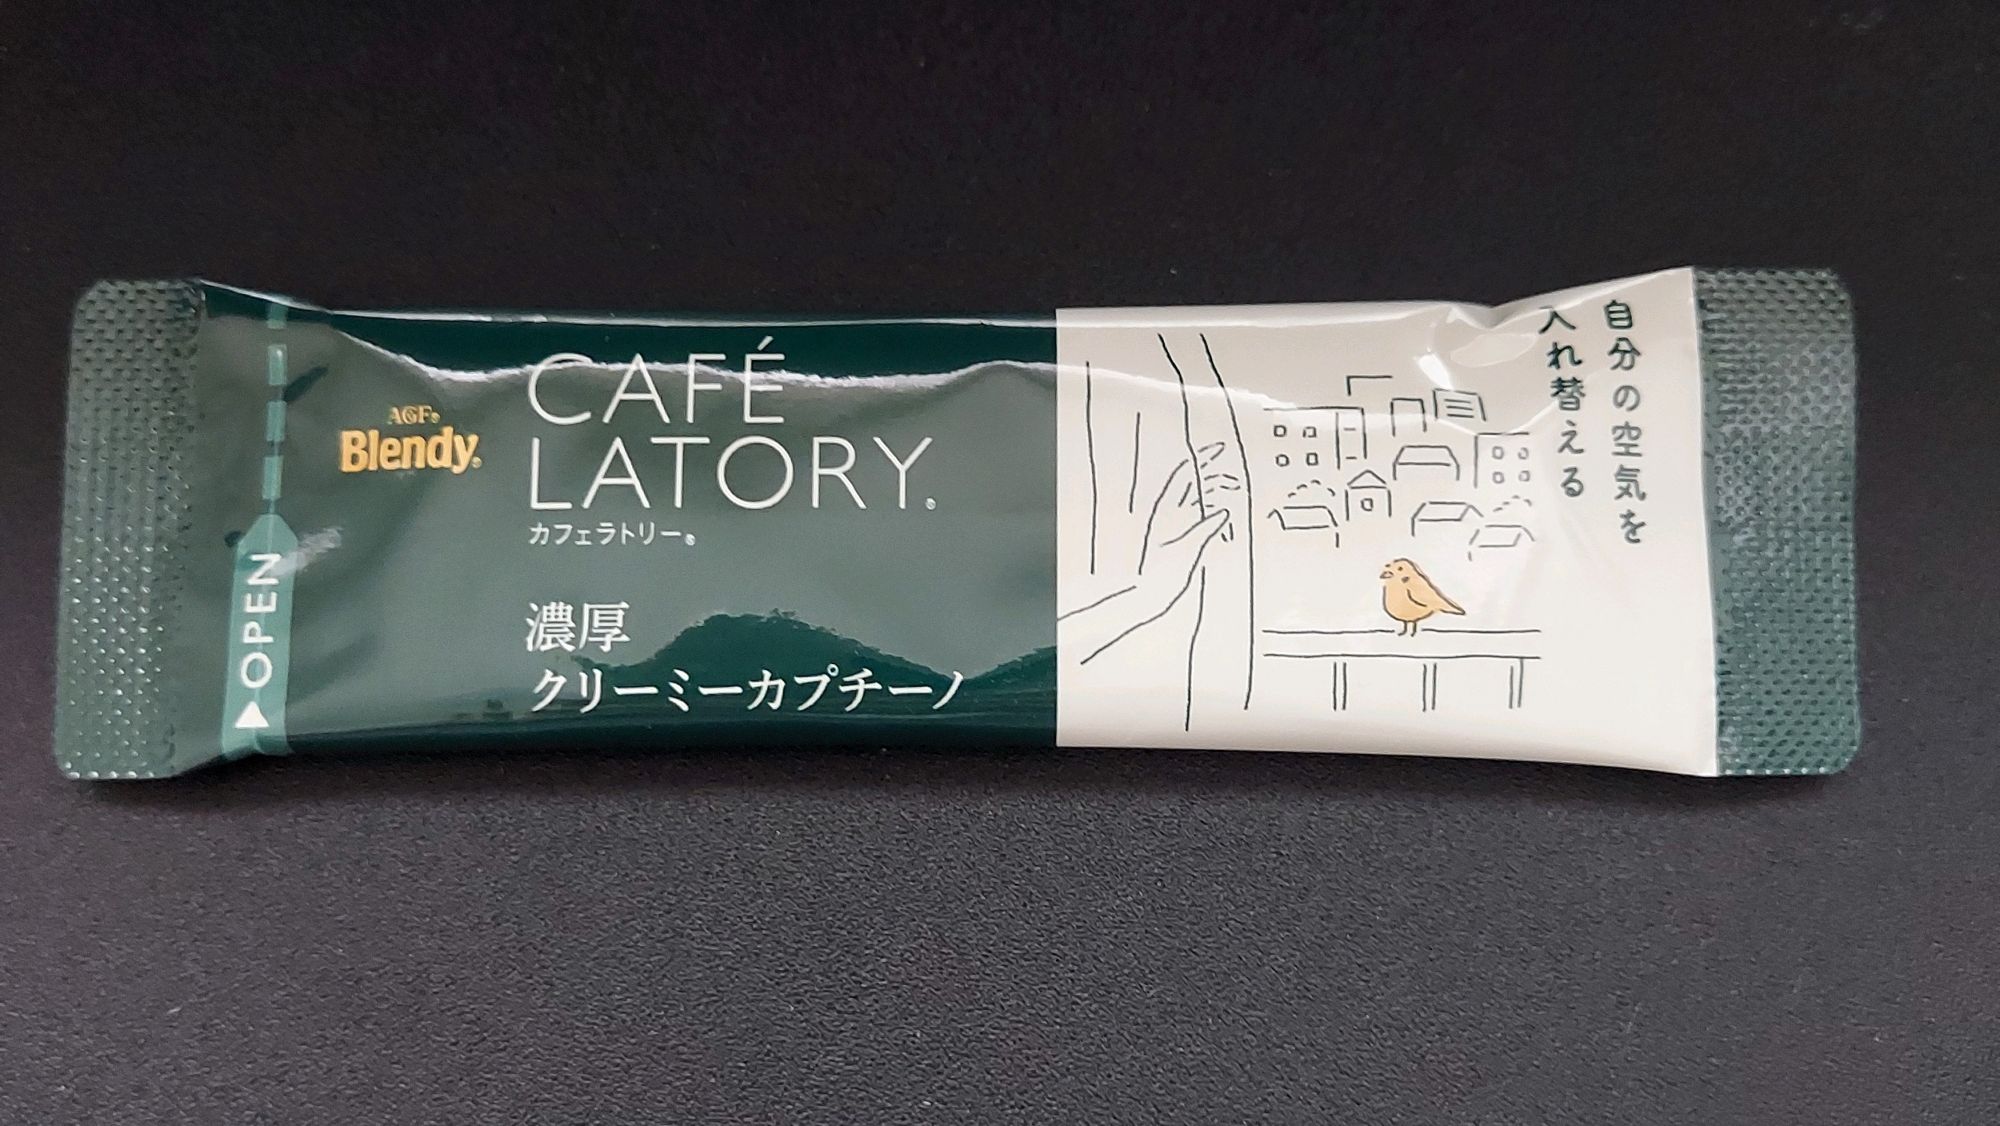 ▶OPEN
AGF®
Blendy®
CAFÉ
LATORY®
カフェラトリー®
濃厚
クリーミーカプチーノ
自分の空気を
入れ替える